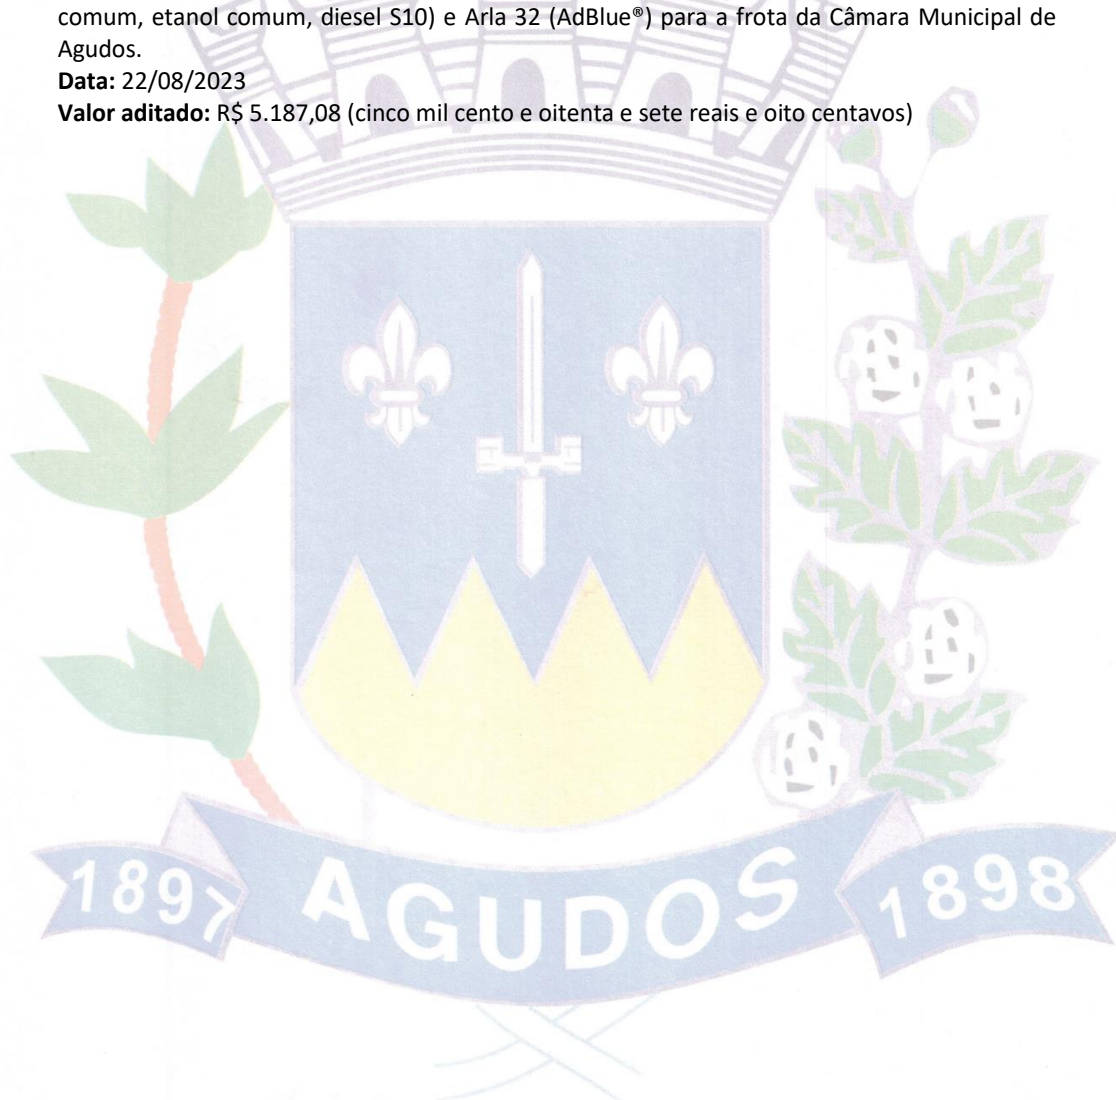 comum, etanol comum, diesel S10) e Arla 32 (AdBlue®) para a frota da Câmara Municipal de
Agudos.
Data: 22/08/2023
Valor aditado: R$ 5.187,08 (cinco mil cento e oitenta e sete reais e oito centavos)
1897 AGUDOS 1898